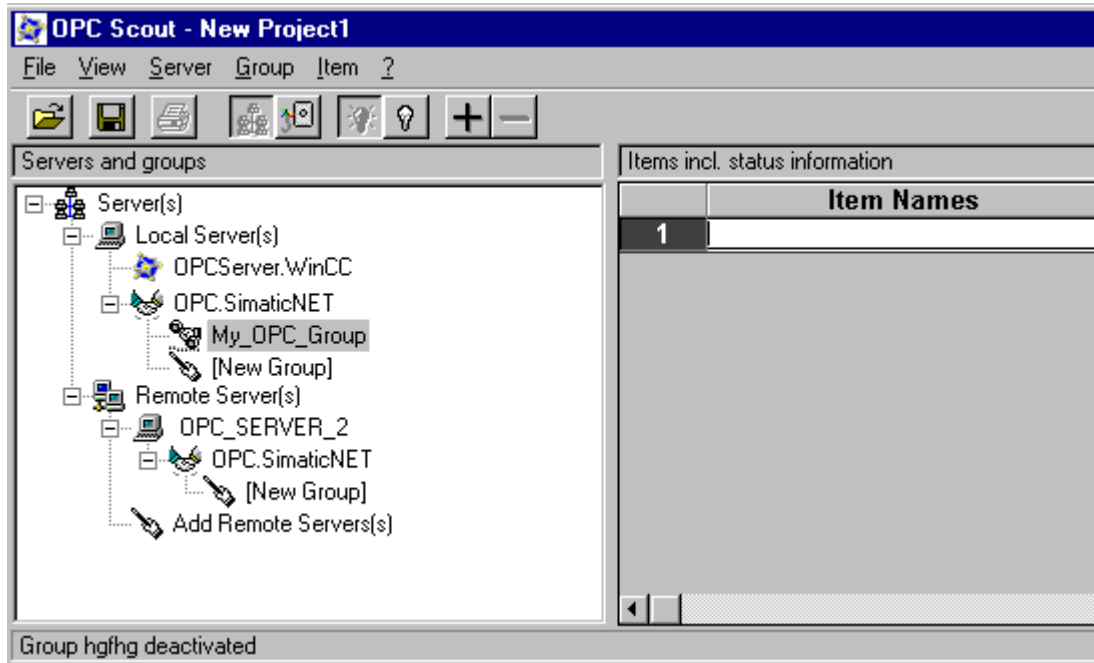 OPC Scout - New Project1
File View Server Group Item ?
Servers and groups
Items incl. status information
Server(s)
Local Server(s)
OPCServer.WinCC
OPC.SimaticNET
My_OPC_Group
[New Group]
Remote Server(s)
OPC_SERVER_2
OPC.SimaticNET
[New Group]
Add Remote Servers(s)
Item Names
1
Group hgfhg deactivated